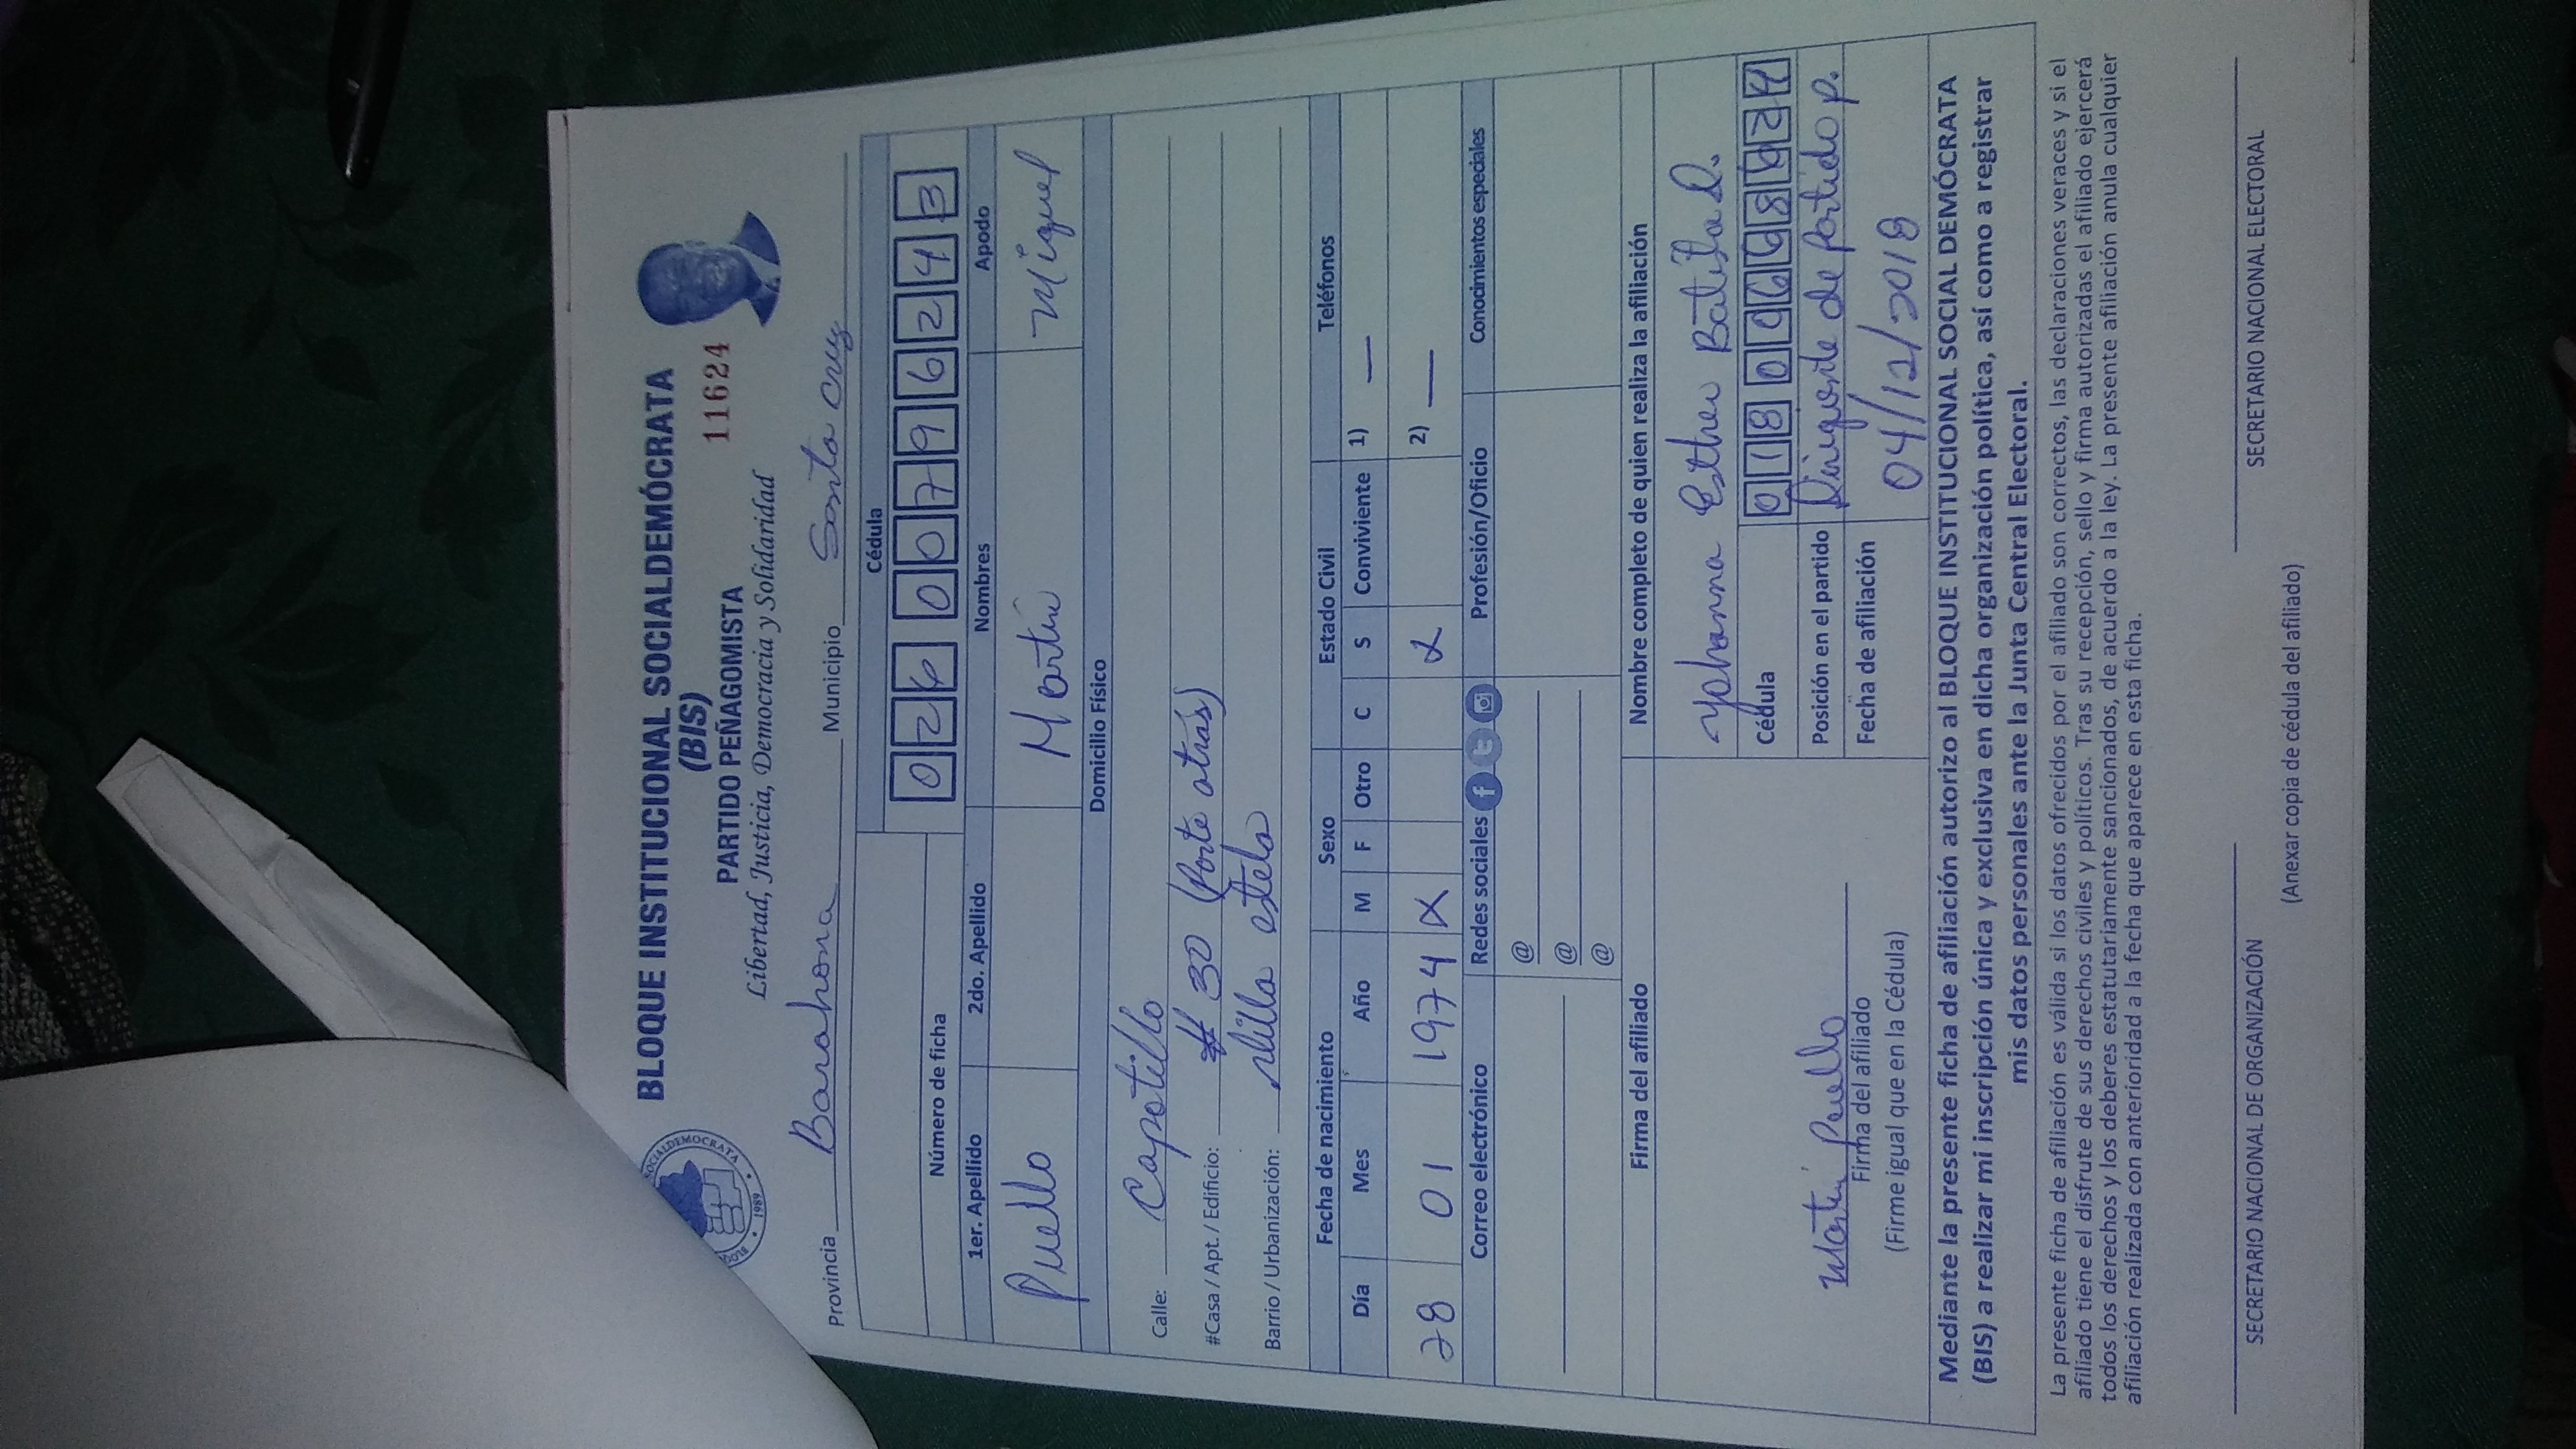 BLOQUE INSTITUCIONAL SOCIALDEMÓCRATA
(BIS)
PARTIDO PEÑAGOMISTA 11624
Libertad, Justicia, Democracia y Solidaridad
SOCIALDEMOCRATA
1989
Provincia Barahona Municipio Santa Cruz
Cédula
0 2 6 0 0 7 9 6 2 4 3
Número de ficha
1er. Apellido 2do. Apellido Nombres Apodo
Puello Martín Miguel
Domicilio Físico
Calle: Capotillo
#Casa / Apt. / Edificio: # 30 (Parte atrás)
Barrio / Urbanización: Villa estela
Fecha de nacimiento Sexo Estado Civil Teléfonos
Día Mes Año M F Otro C S Conviviente 1) —
28 01 1974 X X 2) —
Correo electrónico Redes sociales Profesión/Oficio Conocimientos especiales
@
@
@
Firma del afiliado Nombre completo de quien realiza la afiliación
Yohanna Esther Batista D.
Cédula 0 1 8 0 0 6
Posición en el partido Dirigente de Partido P.
Fecha de afiliación 04/12/2018
Martín Puello
Firma del afiliado
(Firme igual que en la Cédula)
Mediante la presente ficha de afiliación autorizo al BLOQUE INSTITUCIONAL SOCIAL DEMÓCRATA
(BIS) a realizar mi inscripción única y exclusiva en dicha organización política, así como a registrar
mis datos personales ante la Junta Central Electoral.
La presente ficha de afiliación es válida si los datos ofrecidos por el afiliado son correctos, las declaraciones veraces y si el
afiliado tiene el disfrute de sus derechos civiles y políticos. Tras su recepción, sello y firma autorizadas el afiliado ejercerá
todos los derechos y los deberes estatutariamente sancionados, de acuerdo a la ley. La presente afiliación anula cualquier
afiliación realizada con anterioridad a la fecha que aparece en esta ficha.
SECRETARIO NACIONAL DE ORGANIZACIÓN SECRETARIO NACIONAL ELECTORAL
(Anexar copia de cédula del afiliado)